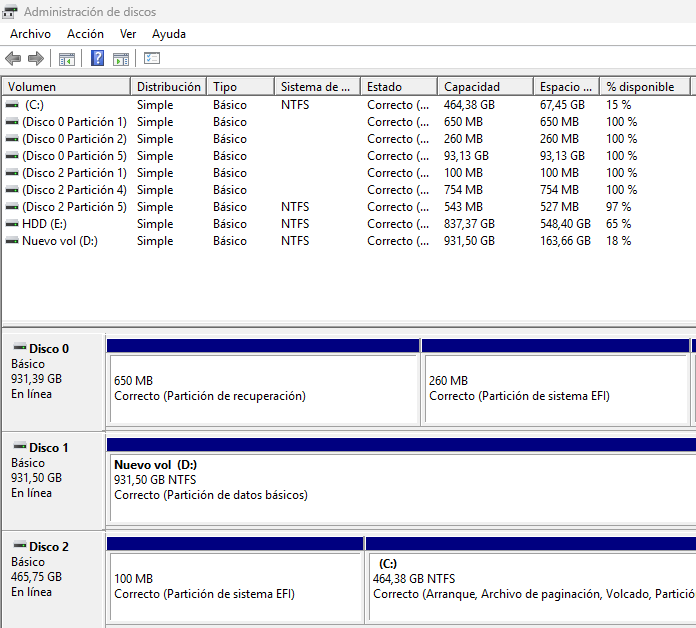 Administración de discos
Archivo Acción Ver Ayuda
Volumen Distribución Tipo Sistema de ... Estado Capacidad Espacio ... % disponible
(C:) Simple Básico NTFS Correcto (... 464,38 GB 67,45 GB 15 %
(Disco 0 Partición 1) Simple Básico Correcto (... 650 MB 650 MB 100 %
(Disco 0 Partición 2) Simple Básico Correcto (... 260 MB 260 MB 100 %
(Disco 0 Partición 5) Simple Básico Correcto (... 93,13 GB 93,13 GB 100 %
(Disco 2 Partición 1) Simple Básico Correcto (... 100 MB 100 MB 100 %
(Disco 2 Partición 4) Simple Básico Correcto (... 754 MB 754 MB 100 %
(Disco 2 Partición 5) Simple Básico NTFS Correcto (... 543 MB 527 MB 97 %
HDD (E:) Simple Básico NTFS Correcto (... 837,37 GB 548,40 GB 65 %
Nuevo vol (D:) Simple Básico NTFS Correcto (... 931,50 GB 163,66 GB 18 %
Disco 0
Básico
931,39 GB
En línea
650 MB
Correcto (Partición de recuperación)
260 MB
Correcto (Partición de sistema EFI)
Disco 1
Básico
931,50 GB
En línea
Nuevo vol (D:)
931,50 GB NTFS
Correcto (Partición de datos básicos)
Disco 2
Básico
465,75 GB
En línea
100 MB
Correcto (Partición de sistema EFI)
(C:)
464,38 GB NTFS
Correcto (Arranque, Archivo de paginación, Volcado, Partició